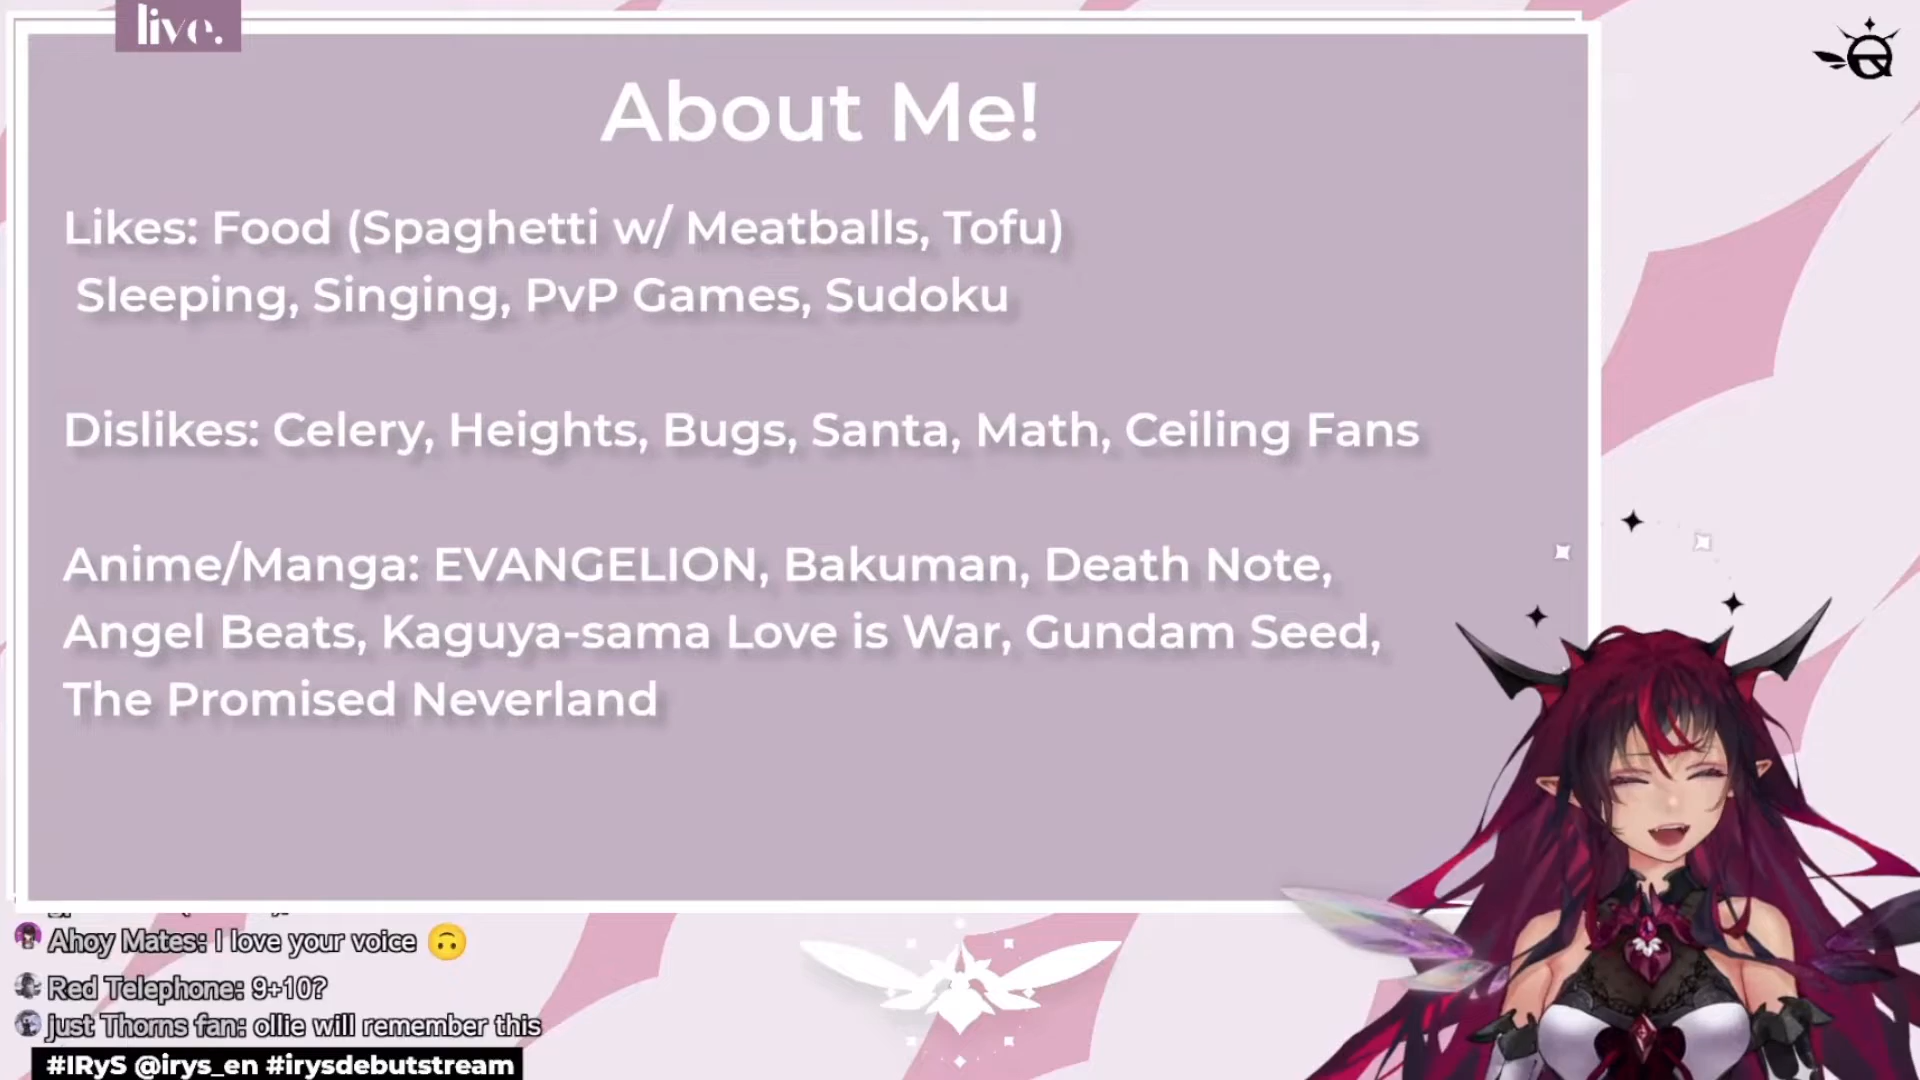 live.
About Me!
Likes: Food (Spaghetti w/ Meatballs, Tofu)
Sleeping, Singing, PvP Games, Sudoku
Dislikes: Celery, Heights, Bugs, Santa, Math, Ceiling Fans
Anime/Manga: EVANGELION, Bakuman, Death Note,
Angel Beats, Kaguya-sama Love is War, Gundam Seed,
The Promised Neverland
Ahoy Mates: I love your voice 🙃
Red Telephone: 9+10?
just Thorns fan: ollie will remember this
#IRyS @irys_en #irysdebutstream